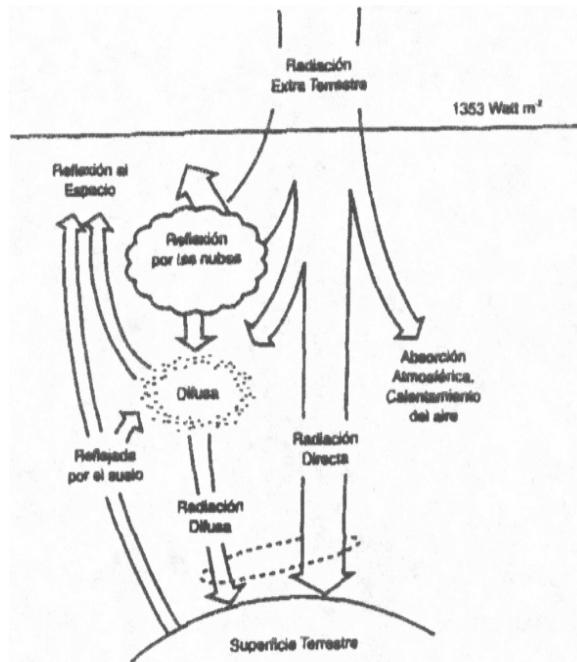 Radiación
Extra Terrestre
1353 Watt m⁻²
Reflexión al
Espacio
Reflexión
por las nubes
Absorción
Atmosférica,
Calentamiento
del aire
Difusa
Radiación
Directa
Reflejada
por el suelo
Radiación
Difusa
Superficie Terrestre